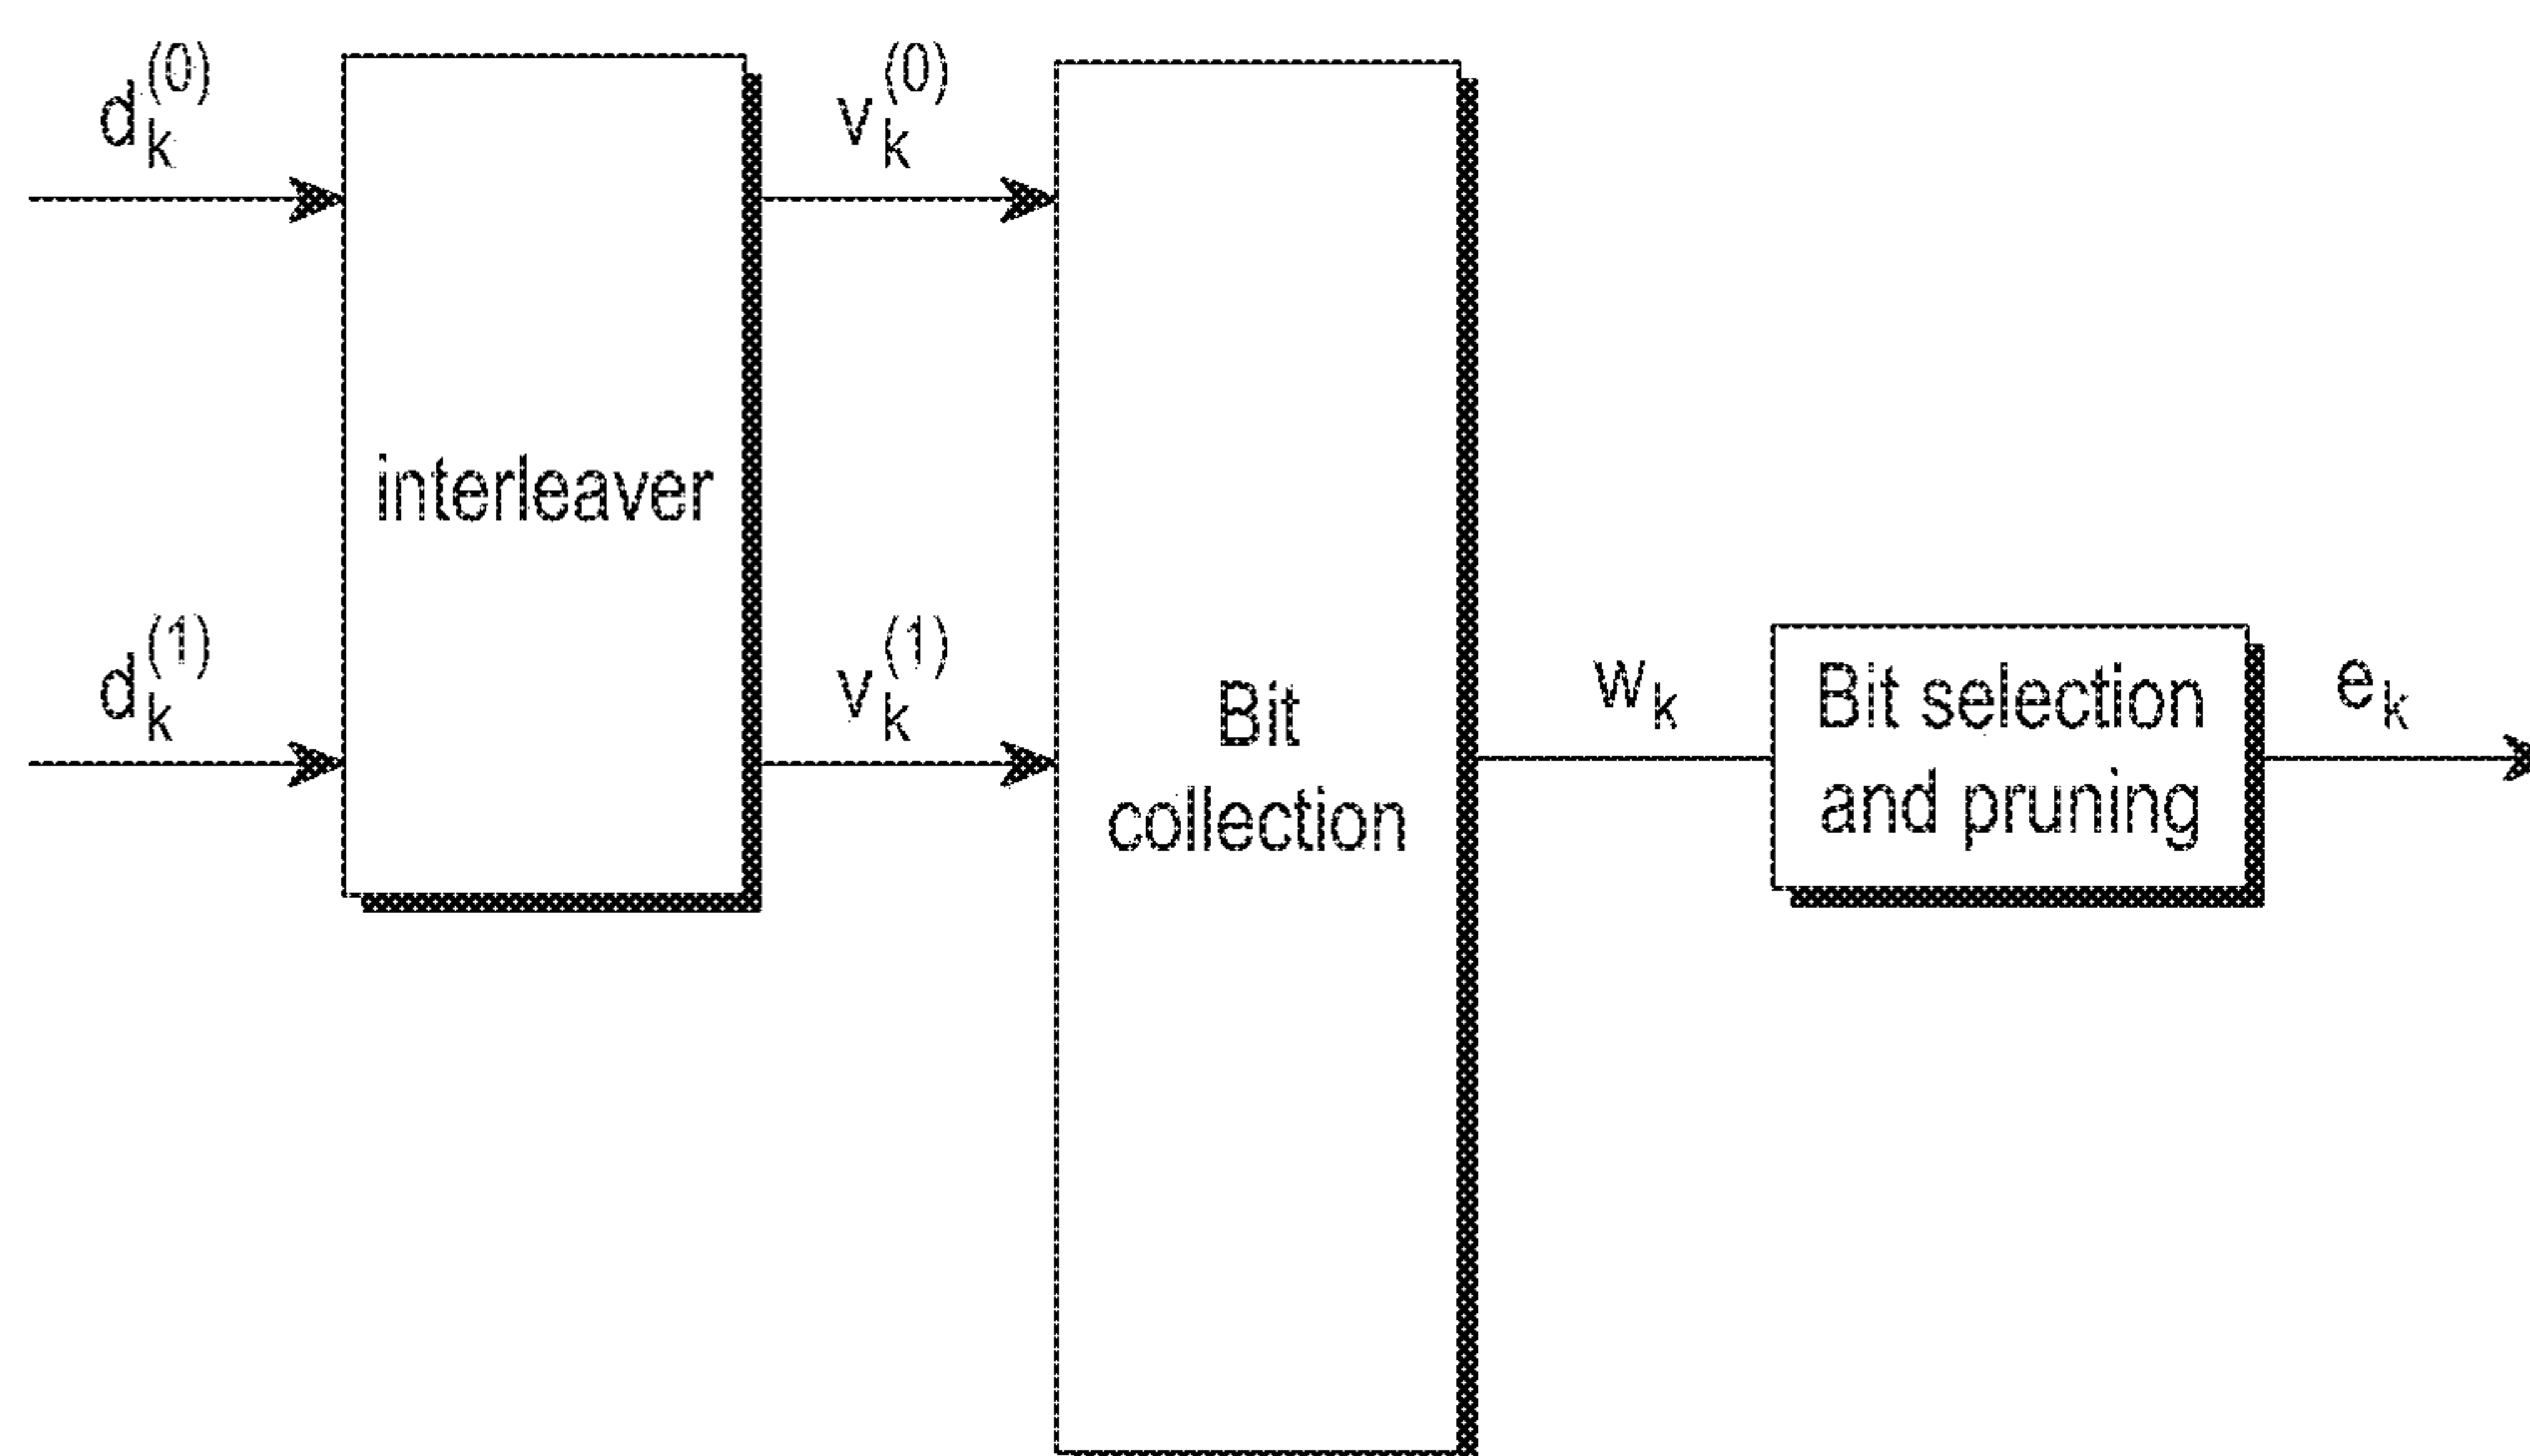 d_k^(0)
v_k^(0)
interleaver
d_k^(1)
v_k^(1)
Bit
collection
w_k
Bit selection
and pruning
e_k